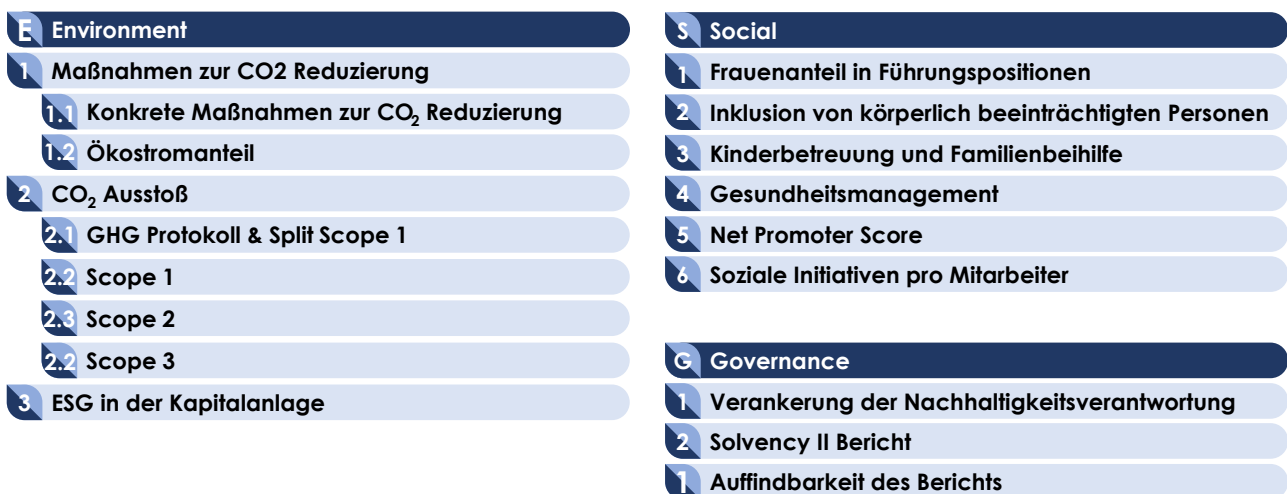 E Environment
1 Maßnahmen zur CO2 Reduzierung
1.1 Konkrete Maßnahmen zur CO₂ Reduzierung
1.2 Ökostromanteil
2 CO₂ Ausstoß
2.1 GHG Protokoll & Split Scope 1
2.2 Scope 1
2.3 Scope 2
2.2 Scope 3
3 ESG in der Kapitalanlage
S Social
1 Frauenanteil in Führungspositionen
2 Inklusion von körperlich beeinträchtigten Personen
3 Kinderbetreuung und Familienbeihilfe
4 Gesundheitsmanagement
5 Net Promoter Score
6 Soziale Initiativen pro Mitarbeiter
G Governance
1 Verankerung der Nachhaltigkeitsverantwortung
2 Solvency II Bericht
1 Auffindbarkeit des Berichts